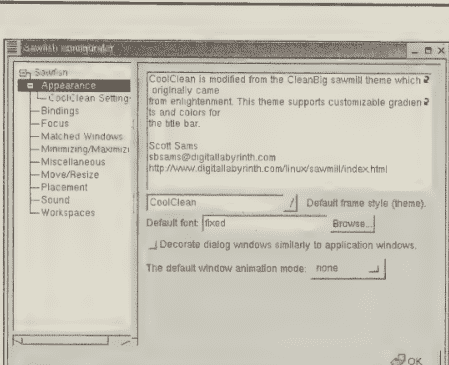 Sawfish configurator
Sawfish
Appearance
CoolClean Setting
Bindings
Focus
Matched Windows
Minimizing/Maximizi
Miscellaneous
Move/Resize
Placement
Sound
Workspaces
CoolClean is modified from the CleanBig sawmill theme which
originally came
from enlightenment. This theme supports customizable gradien
ts and colors for
the title bar.
Scott Sams
sbsams@digitallabyrinth.com
http://www.digitallabyrinth.com/linux/sawmill/index.html
CoolClean
Default frame style (theme).
Default font: fixed
Browse...
Decorate dialog windows similarly to application windows.
The default window animation mode: none
OK